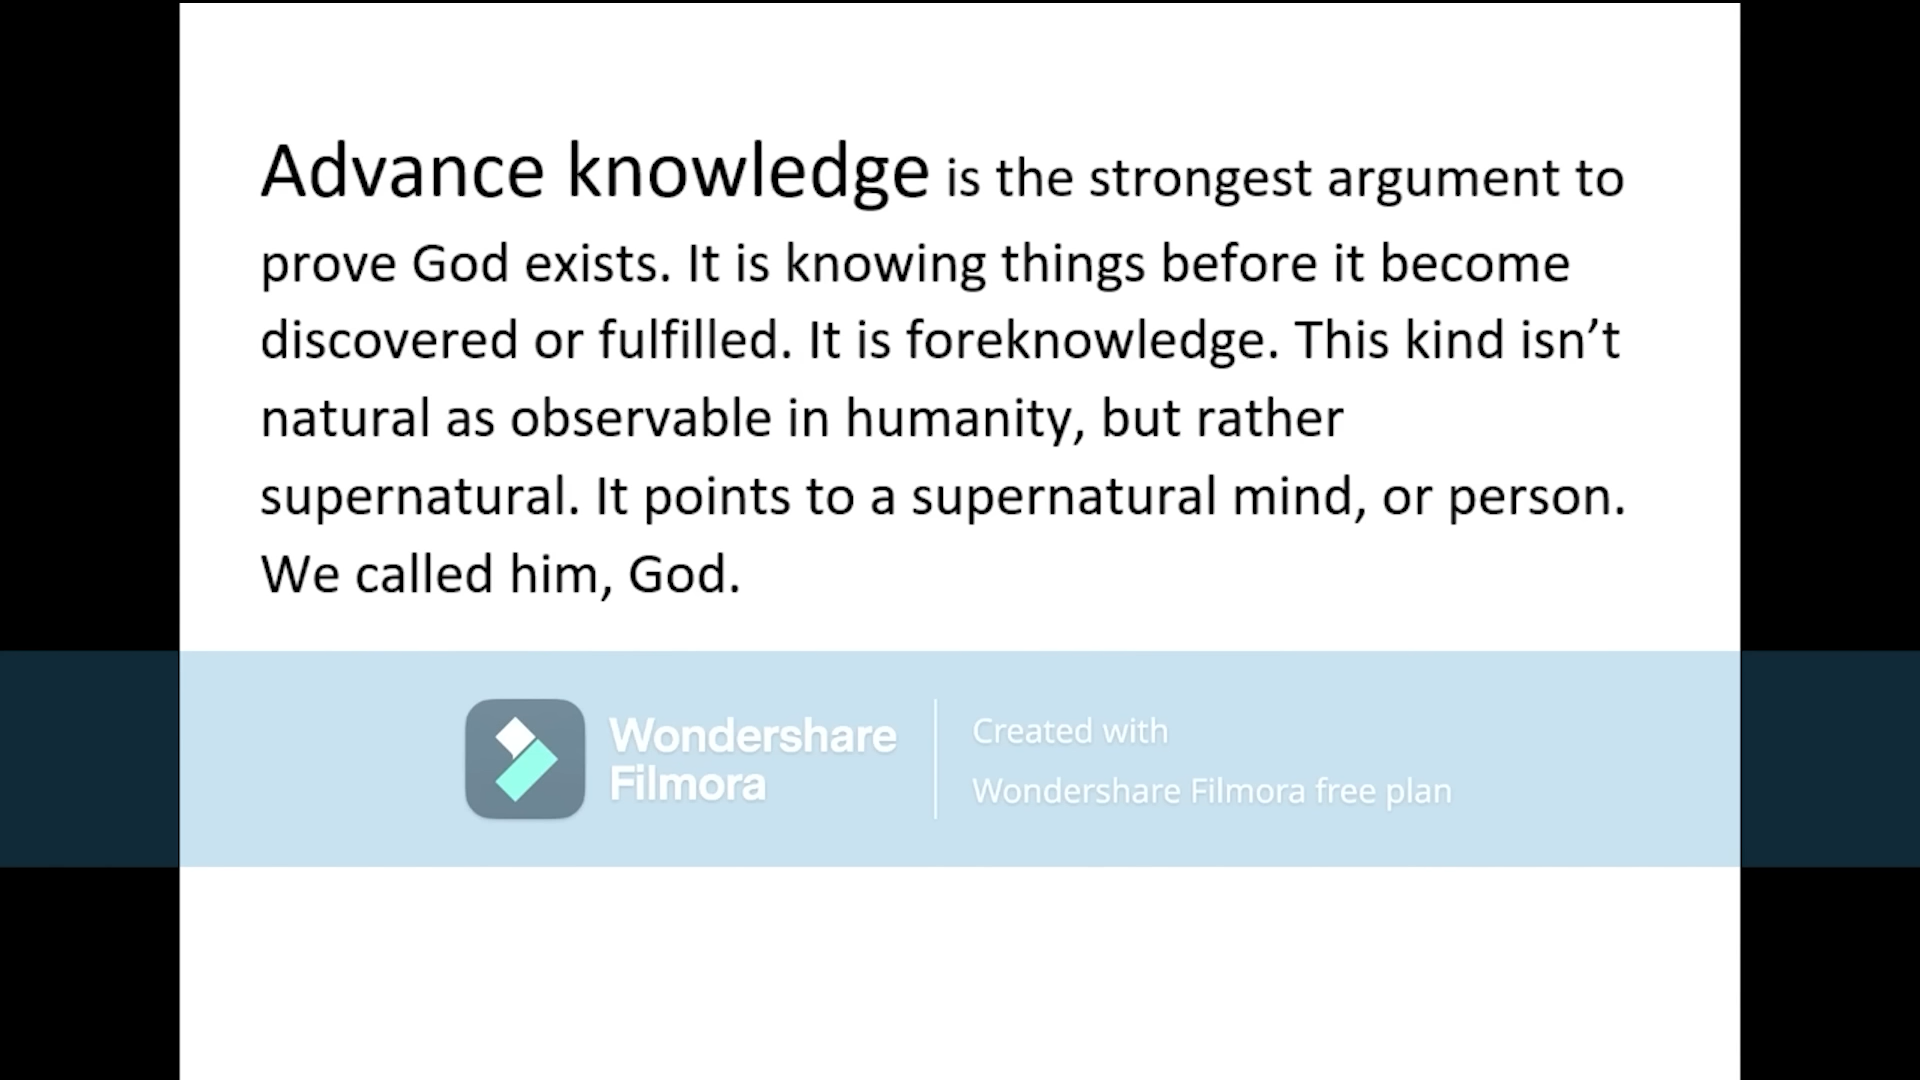 Advance knowledge is the strongest argument to
prove God exists. It is knowing things before it become
discovered or fulfilled. It is foreknowledge. This kind isn’t
natural as observable in humanity, but rather
supernatural. It points to a supernatural mind, or person.
We called him, God.
Wondershare
Filmora
Created with
Wondershare Filmora free plan